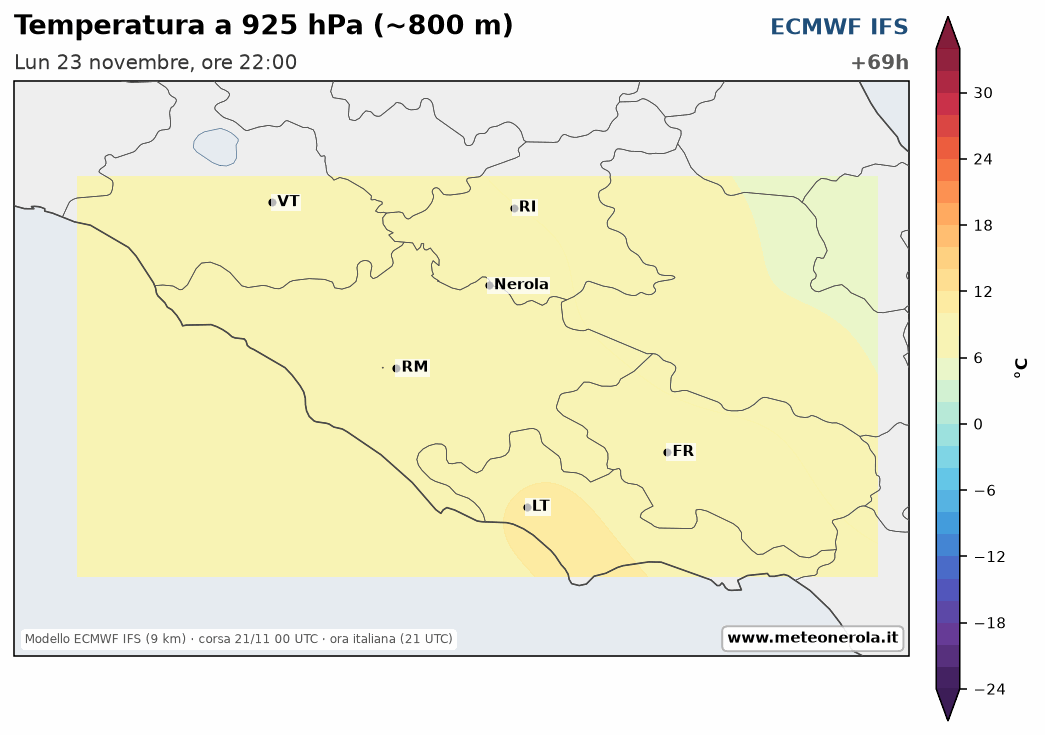 Temperatura a 925 hPa (~800 m)
ECMWF IFS
Lun 23 novembre, ore 22:00
+69h
VT
RI
Nerola
RM
FR
LT
30
24
18
12
6
0
−6
−12
−18
−24
°C
Modello ECMWF IFS (9 km) · corsa 21/11 00 UTC · ora italiana (21 UTC)
www.meteonerola.it